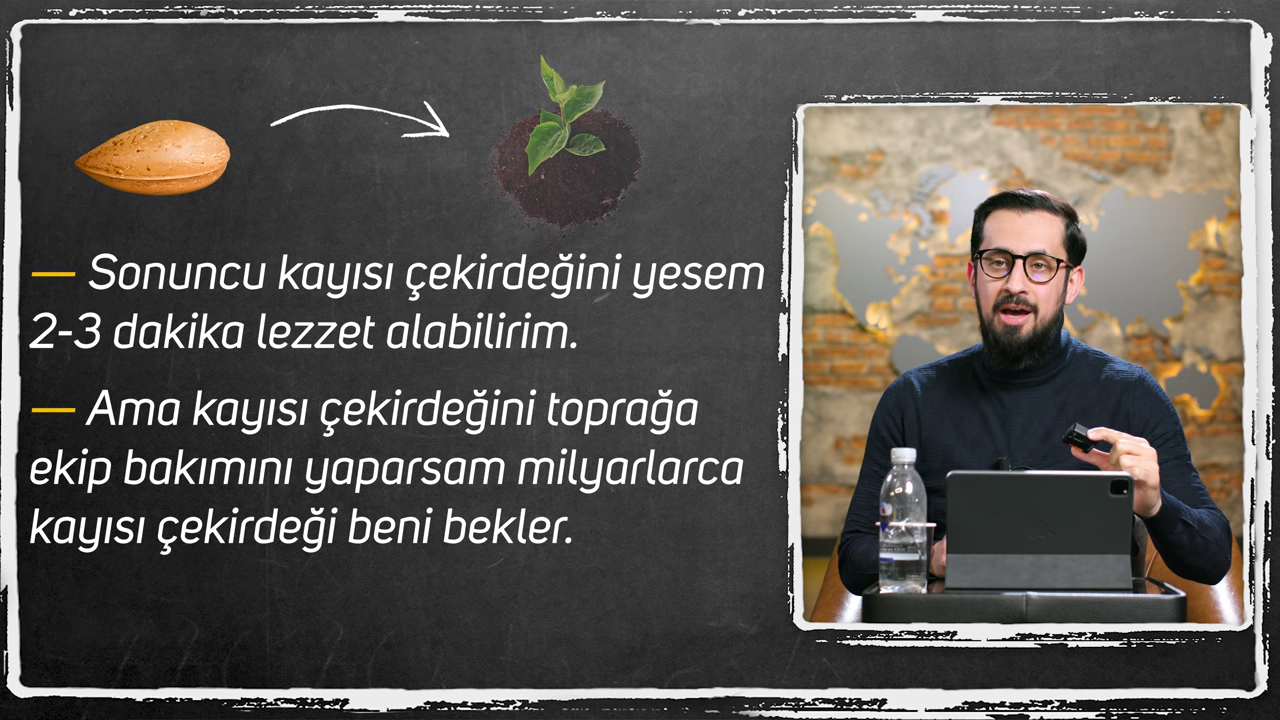 — Sonuncu kayısı çekirdeğini yesem
2-3 dakika lezzet alabilirim.
— Ama kayısı çekirdeğini toprağa
ekip bakımını yaparsam milyarlarca
kayısı çekirdeği beni bekler.